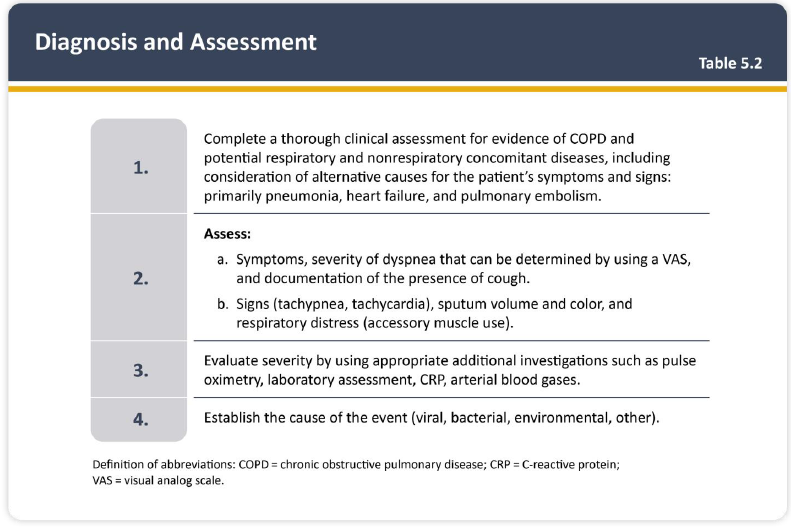 Diagnosis and Assessment
Table 5.2
1.
Complete a thorough clinical assessment for evidence of COPD and
potential respiratory and nonrespiratory concomitant diseases, including
consideration of alternative causes for the patient's symptoms and signs:
primarily pneumonia, heart failure, and pulmonary embolism.
2.
Assess:
a. Symptoms, severity of dyspnea that can be determined by using a VAS,
and documentation of the presence of cough.
b. Signs (tachypnea, tachycardia), sputum volume and color, and
respiratory distress (accessory muscle use).
3.
Evaluate severity by using appropriate additional investigations such as pulse
oximetry, laboratory assessment, CRP, arterial blood gases.
4.
Establish the cause of the event (viral, bacterial, environmental, other).
Definition of abbreviations: COPD = chronic obstructive pulmonary disease; CRP = C-reactive protein;
VAS = visual analog scale.